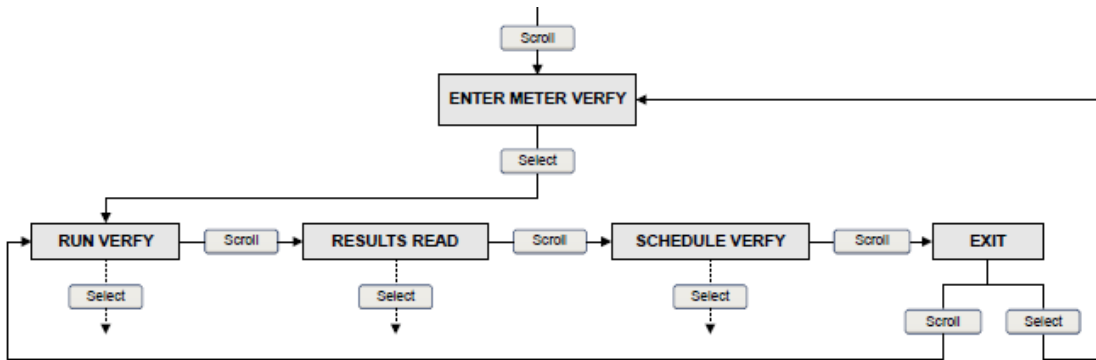 Scroll
ENTER METER VERFY
Select
RUN VERFY
Scroll
RESULTS READ
Scroll
SCHEDULE VERFY
Scroll
EXIT
Select
Select
Select
Scroll
Select